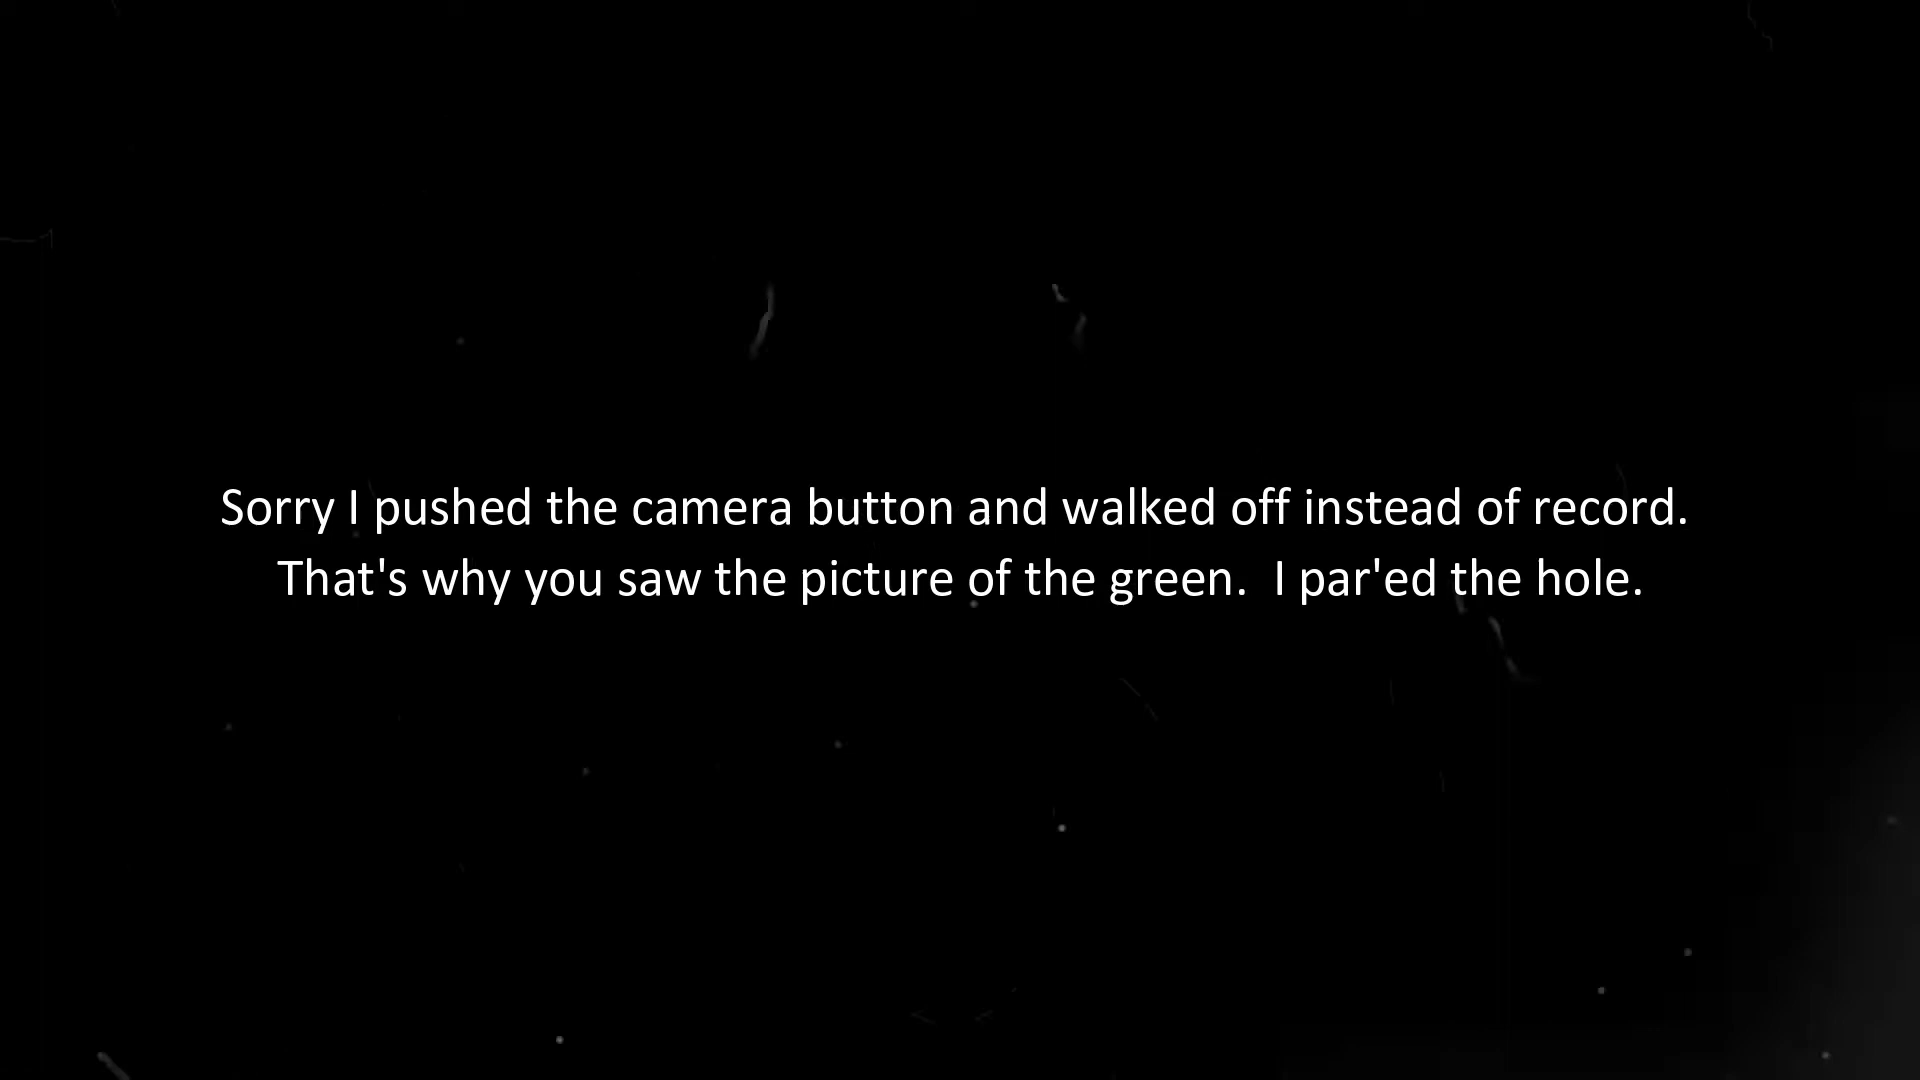 Sorry I pushed the camera button and walked off instead of record.
That's why you saw the picture of the green.  I par'ed the hole.